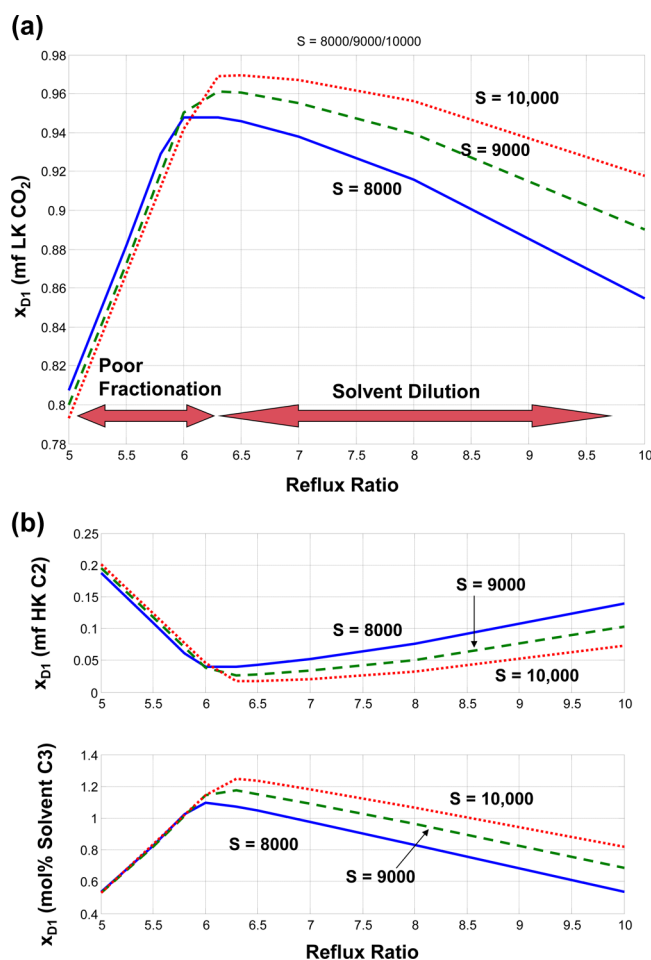 (a)
S = 8000/9000/10000
0.98
0.96
0.94
0.92
0.9
0.88
0.86
0.84
0.82
0.8
0.78
x_D1 (mf LK CO₂)
S = 10,000
S = 9000
S = 8000
Poor
Fractionation
Solvent Dilution
5 5.5 6 6.5 7 7.5 8 8.5 9 9.5 10
Reflux Ratio
(b)
0.25
0.2
0.15
0.1
0.05
0
x_D1 (mf HK C2)
S = 9000
S = 8000
S = 10,000
5 5.5 6 6.5 7 7.5 8 8.5 9 9.5 10
1.4
1.2
1
0.8
0.6
0.4
x_D1 (mol% Solvent C3)
S = 10,000
S = 8000
S = 9000
5 5.5 6 6.5 7 7.5 8 8.5 9 9.5 10
Reflux Ratio